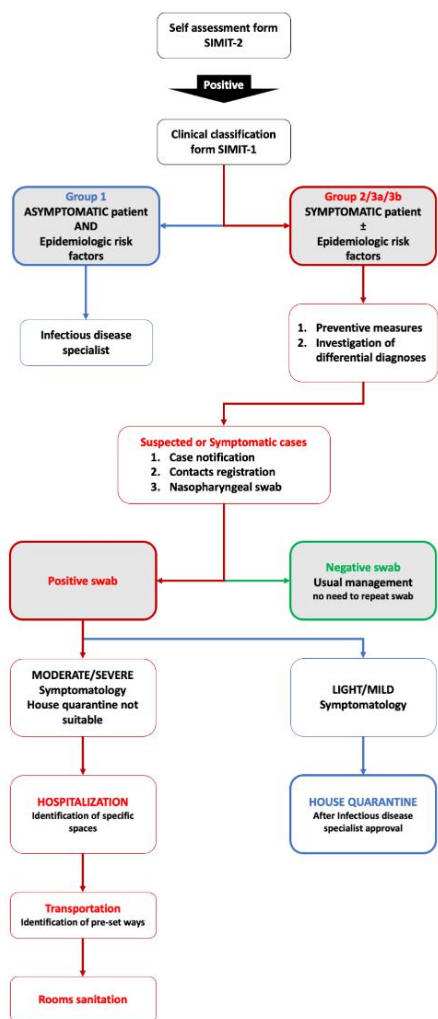 Self assessment form
SIMIT-2
Positive
Clinical classification
form SIMIT-1
Group 1
ASYMPTOMATIC patient
AND
Epidemiologic risk
factors
Group 2/3a/3b
SYMPTOMATIC patient
±
Epidemiologic risk
factors
Infectious disease
specialist
1. Preventive measures
2. Investigation of
differential diagnoses
Suspected or Symptomatic cases
1. Case notification
2. Contacts registration
3. Nasopharyngeal swab
Positive swab
Negative swab
Usual management
no need to repeat swab
MODERATE/SEVERE
Symptomatology
House quarantine not
suitable
LIGHT/MILD
Symptomatology
HOSPITALIZATION
Identification of specific
spaces
HOUSE QUARANTINE
After Infectious disease
specialist approval
Transportation
Identification of pre-set ways
Rooms sanitation